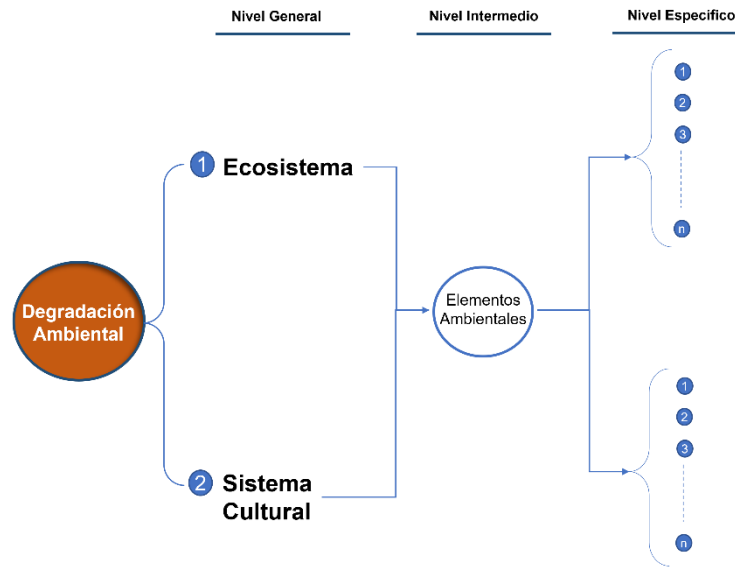 Nivel General
Nivel Intermedio
Nivel Especifico
1
2
3
n
1 Ecosistema
Degradación
Ambiental
Elementos
Ambientales
2 Sistema
Cultural
1
2
3
n